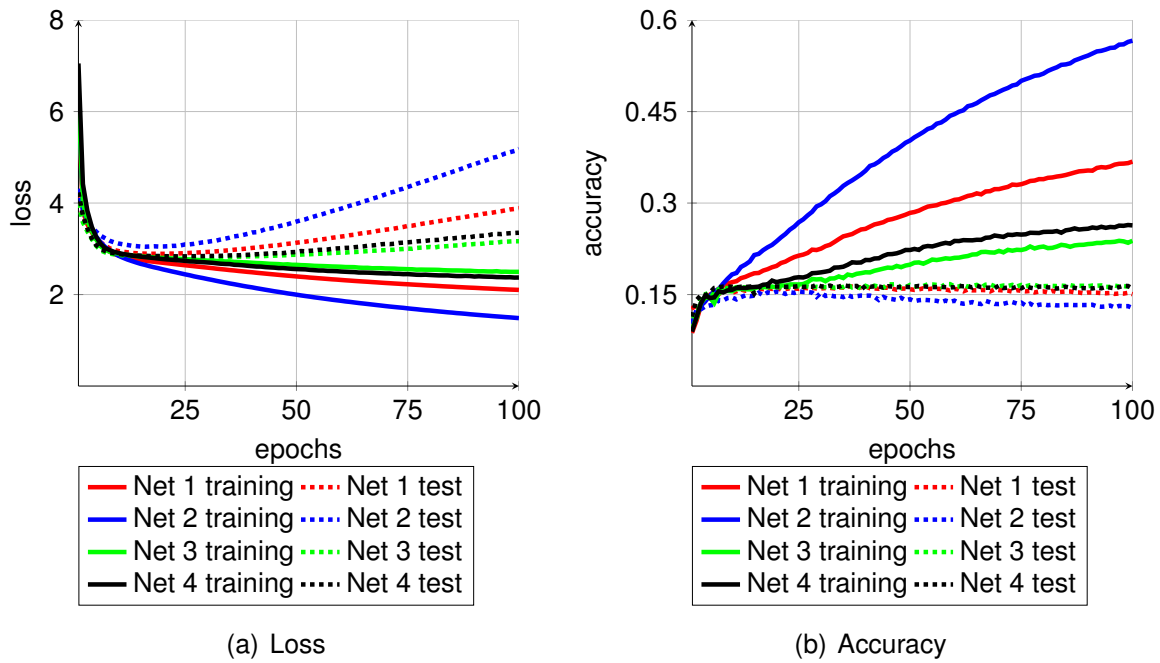 8
6
4
2
loss
25 50 75 100
epochs
Net 1 training Net 1 test
Net 2 training Net 2 test
Net 3 training Net 3 test
Net 4 training Net 4 test
(a) Loss
0.6
0.45
0.3
0.15
accuracy
25 50 75 100
epochs
Net 1 training Net 1 test
Net 2 training Net 2 test
Net 3 training Net 3 test
Net 4 training Net 4 test
(b) Accuracy